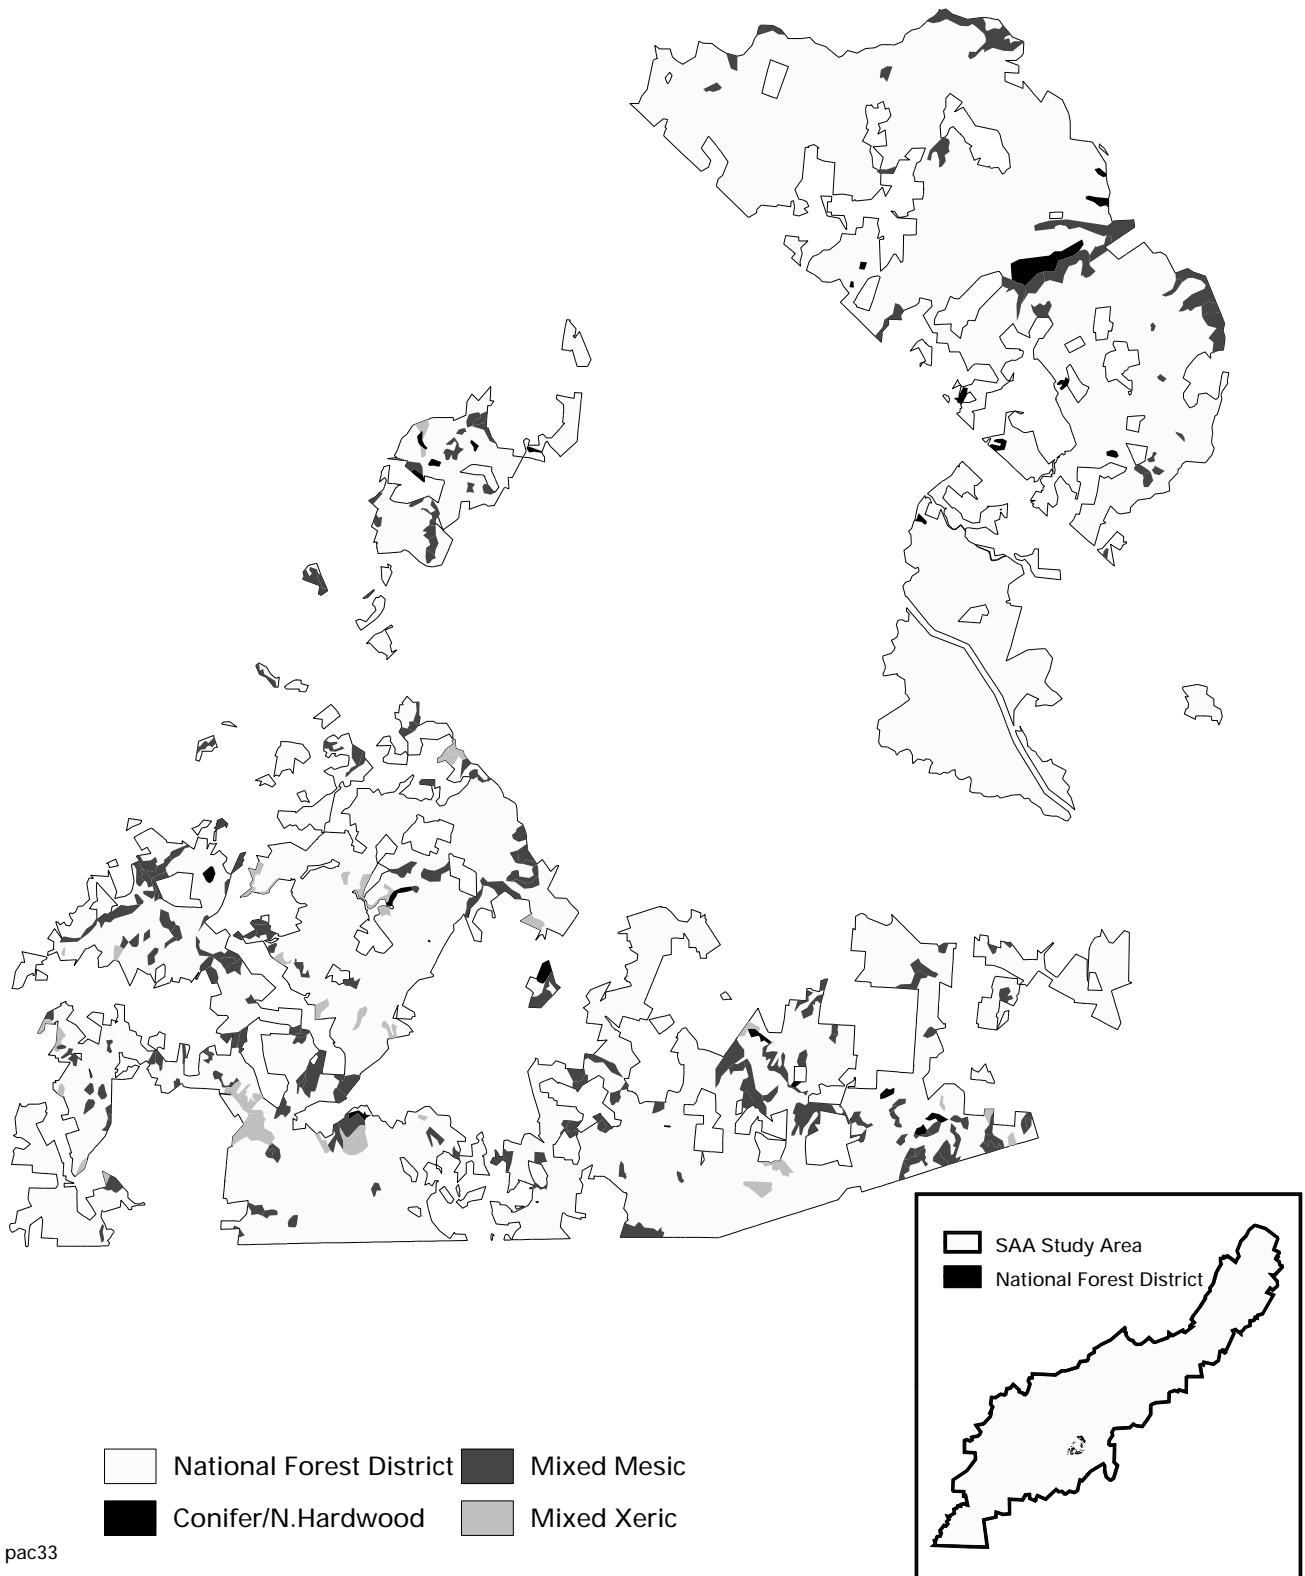 SAA Study Area
National Forest District
National Forest District
Mixed Mesic
Conifer/N.Hardwood
Mixed Xeric
pac33